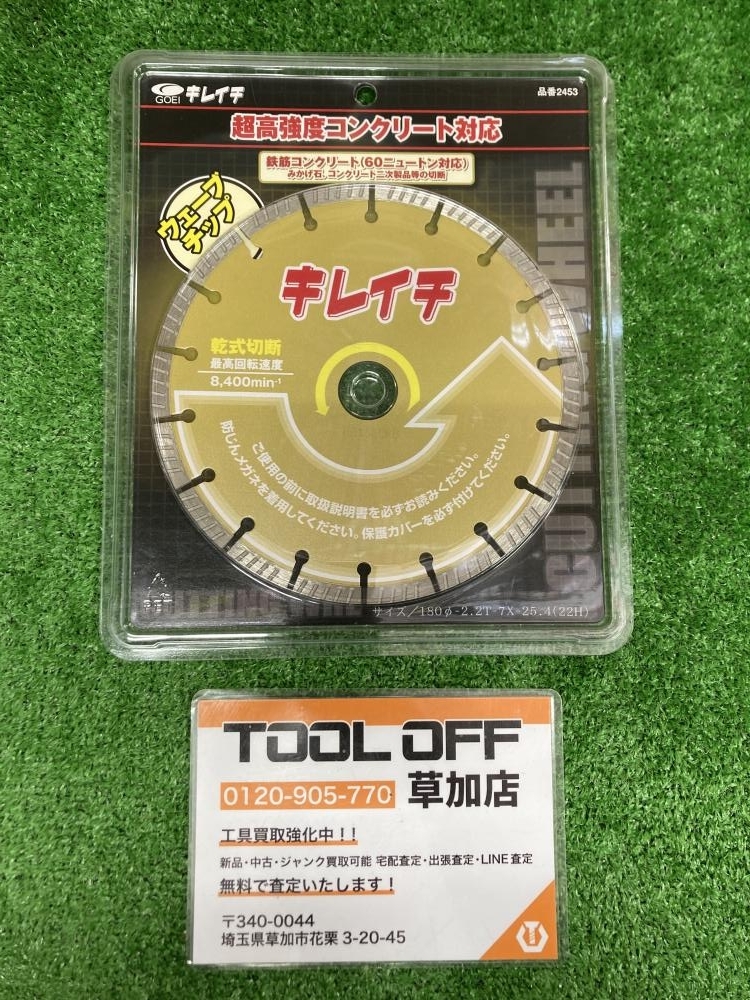 GOEI キレイチ
品番2453
超高強度コンクリート対応
鉄筋コンクリート(60ニュートン対応)
みかげ石、コンクリート二次製品等の切断
ウェーブ
チップ
キレイチ
乾式切断
最高回転速度
8,400min-1
ご使用の前に取扱説明書を必ずお読みください。
防じんメガネを着用してください。保護カバーを必ず付けてください。
PET
サイズ/180φ-2.2T-7X×25.4(22H)
TOOL OFF
0120-905-770 草加店
工具買取強化中!!
新品・中古・ジャンク買取可能 宅配査定・出張査定・LINE査定
無料で査定いたします!
〒340-0044
埼玉県草加市花栗 3-20-45